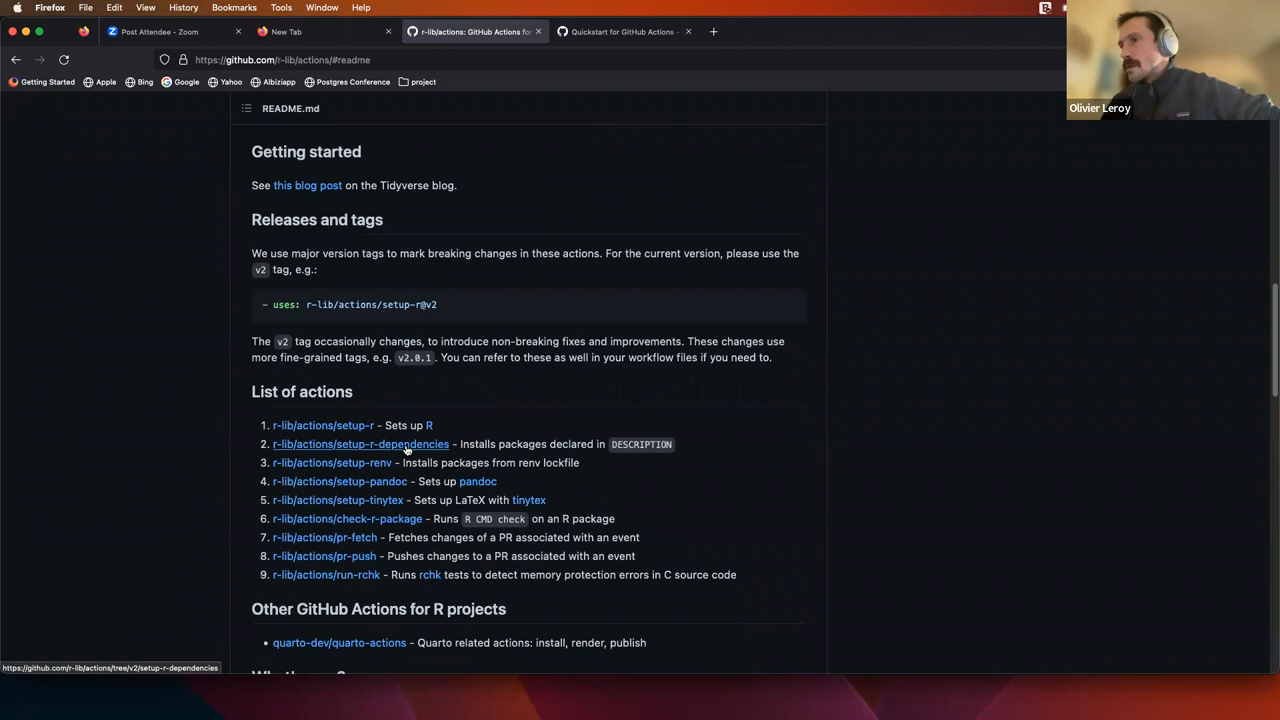 Firefox File Edit View History Bookmarks Tools Window Help
Post Attendee - Zoom
New Tab
r-lib/actions: GitHub Actions for
Quickstart for GitHub Actions -
https://github.com/r-lib/actions/#readme
Getting Started Apple Bing Google Yahoo Albiziapp Postgres Conference project
Olivier Leroy
README.md
Getting started
See this blog post on the Tidyverse blog.
Releases and tags
We use major version tags to mark breaking changes in these actions. For the current version, please use the
v2 tag, e.g.:
- uses: r-lib/actions/setup-r@v2
The v2 tag occasionally changes, to introduce non-breaking fixes and improvements. These changes use
more fine-grained tags, e.g. v2.0.1. You can refer to these as well in your workflow files if you need to.
List of actions
1. r-lib/actions/setup-r - Sets up R
2. r-lib/actions/setup-r-dependencies - Installs packages declared in DESCRIPTION
3. r-lib/actions/setup-renv - Installs packages from renv lockfile
4. r-lib/actions/setup-pandoc - Sets up pandoc
5. r-lib/actions/setup-tinytex - Sets up LaTeX with tinytex
6. r-lib/actions/check-r-package - Runs R CMD check on an R package
7. r-lib/actions/pr-fetch - Fetches changes of a PR associated with an event
8. r-lib/actions/pr-push - Pushes changes to a PR associated with an event
9. r-lib/actions/run-rchk - Runs rchk tests to detect memory protection errors in C source code
Other GitHub Actions for R projects
• quarto-dev/quarto-actions - Quarto related actions: install, render, publish
https://github.com/r-lib/actions/tree/v2/setup-r-dependencies